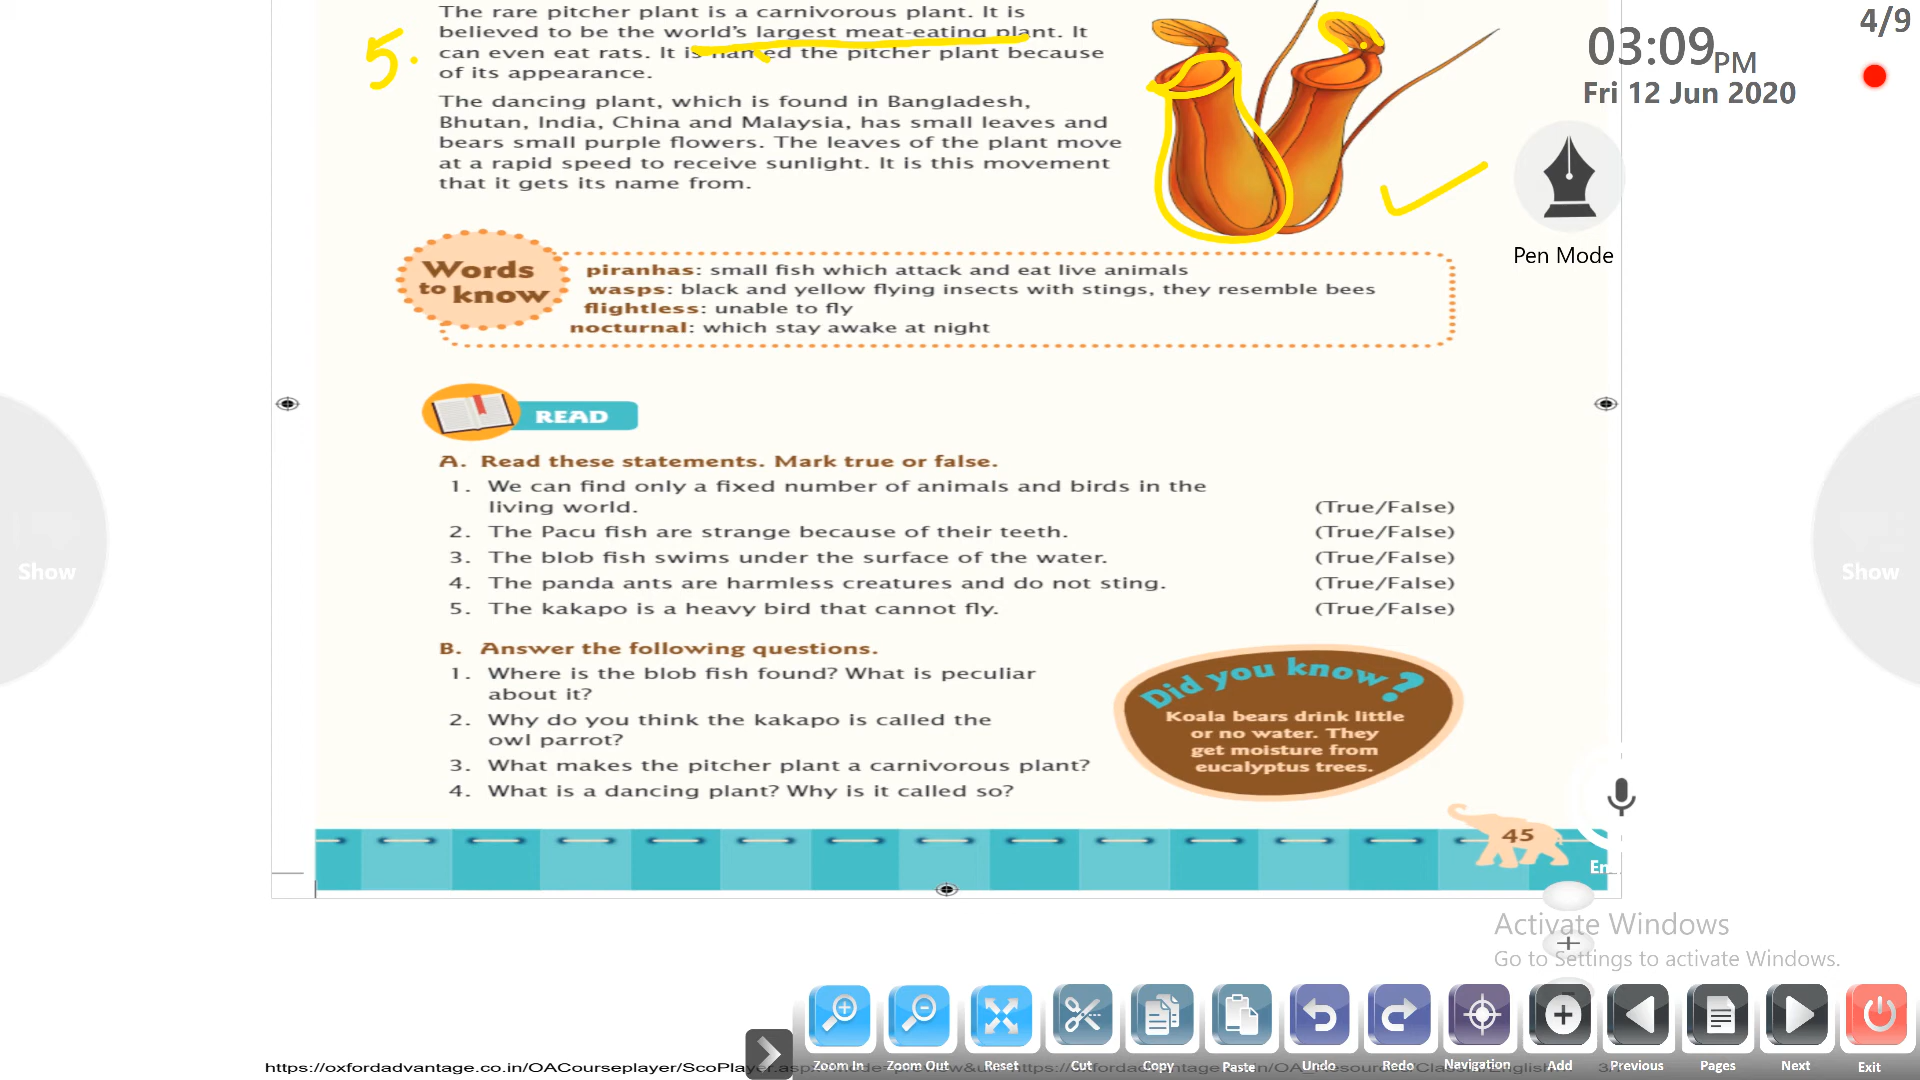 The rare pitcher plant is a carnivorous plant. It is
believed to be the world's largest meat-eating plant. It
can even eat rats. It is named the pitcher plant because
of its appearance.
5.
The dancing plant, which is found in Bangladesh,
Bhutan, India, China and Malaysia, has small leaves and
bears small purple flowers. The leaves of the plant move
at a rapid speed to receive sunlight. It is this movement
that it gets its name from.
4/9
03:09 PM
Fri 12 Jun 2020
Pen Mode
Words
to know
piranhas: small fish which attack and eat live animals
wasps: black and yellow flying insects with stings, they resemble bees
flightless: unable to fly
nocturnal: which stay awake at night
READ
A. Read these statements. Mark true or false.
1. We can find only a fixed number of animals and birds in the
living world. (True/False)
2. The Pacu fish are strange because of their teeth. (True/False)
3. The blob fish swims under the surface of the water. (True/False)
4. The panda ants are harmless creatures and do not sting. (True/False)
5. The kakapo is a heavy bird that cannot fly. (True/False)
Show
Show
B. Answer the following questions.
1. Where is the blob fish found? What is peculiar
about it?
2. Why do you think the kakapo is called the
owl parrot?
3. What makes the pitcher plant a carnivorous plant?
4. What is a dancing plant? Why is it called so?
Did you know?
Koala bears drink little
or no water. They
get moisture from
eucalyptus trees.
45
En
Activate Windows
Go to Settings to activate Windows.
Zoom In Zoom Out Reset Cut Copy Paste Undo Redo Navigation Add Previous Pages Next Exit
https://oxfordadvantage.co.in/OACourseplayer/ScoPlayer